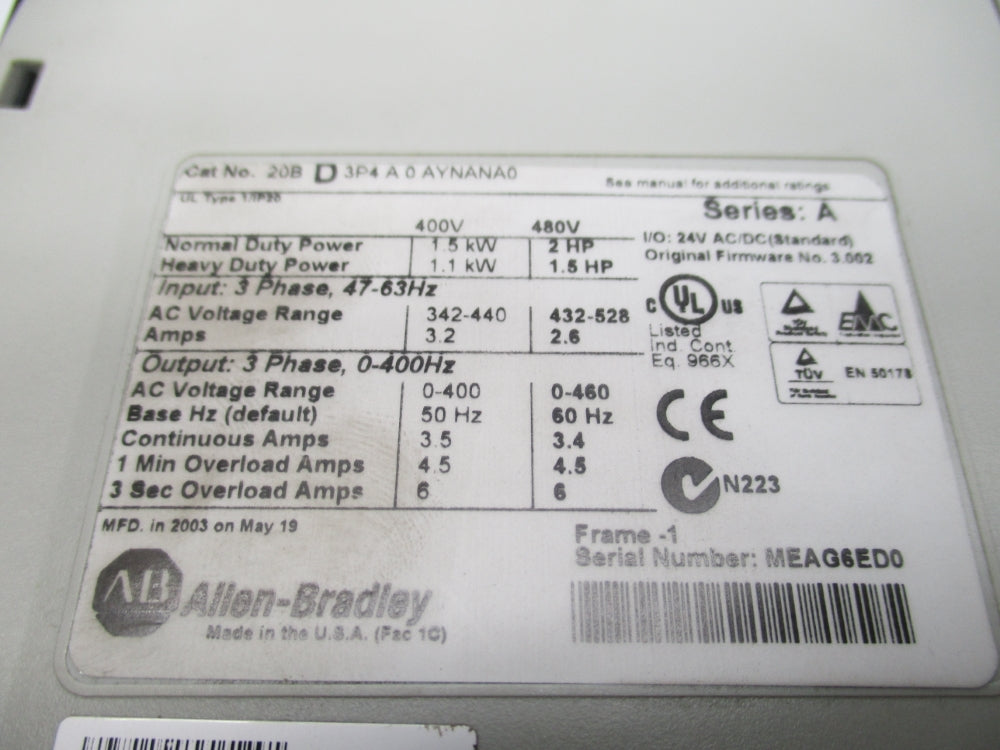 Cat No. 20B D 3P4 A 0 AYNANA0
See manual for additional ratings
UL Type 1/IP20
Series: A
400V 480V
Normal Duty Power 1.5 kW 2 HP
I/O: 24V AC/DC(Standard)
Heavy Duty Power 1.1 kW 1.5 HP
Original Firmware No. 3.002
Input: 3 Phase, 47-63Hz
AC Voltage Range 342-440 432-528
Amps 3.2 2.6
C UL US
Listed
Ind. Cont.
Eq. 966X
EMC
TÜV
EN 50178
Output: 3 Phase, 0-400Hz
AC Voltage Range 0-400 0-460
Base Hz (default) 50 Hz 60 Hz
Continuous Amps 3.5 3.4
1 Min Overload Amps 4.5 4.5
3 Sec Overload Amps 6 6
CE
N223
MFD. in 2003 on May 19
Frame -1
Serial Number: MEAG6ED0
AB Allen-Bradley
Made in the U.S.A. (Fac 1C)